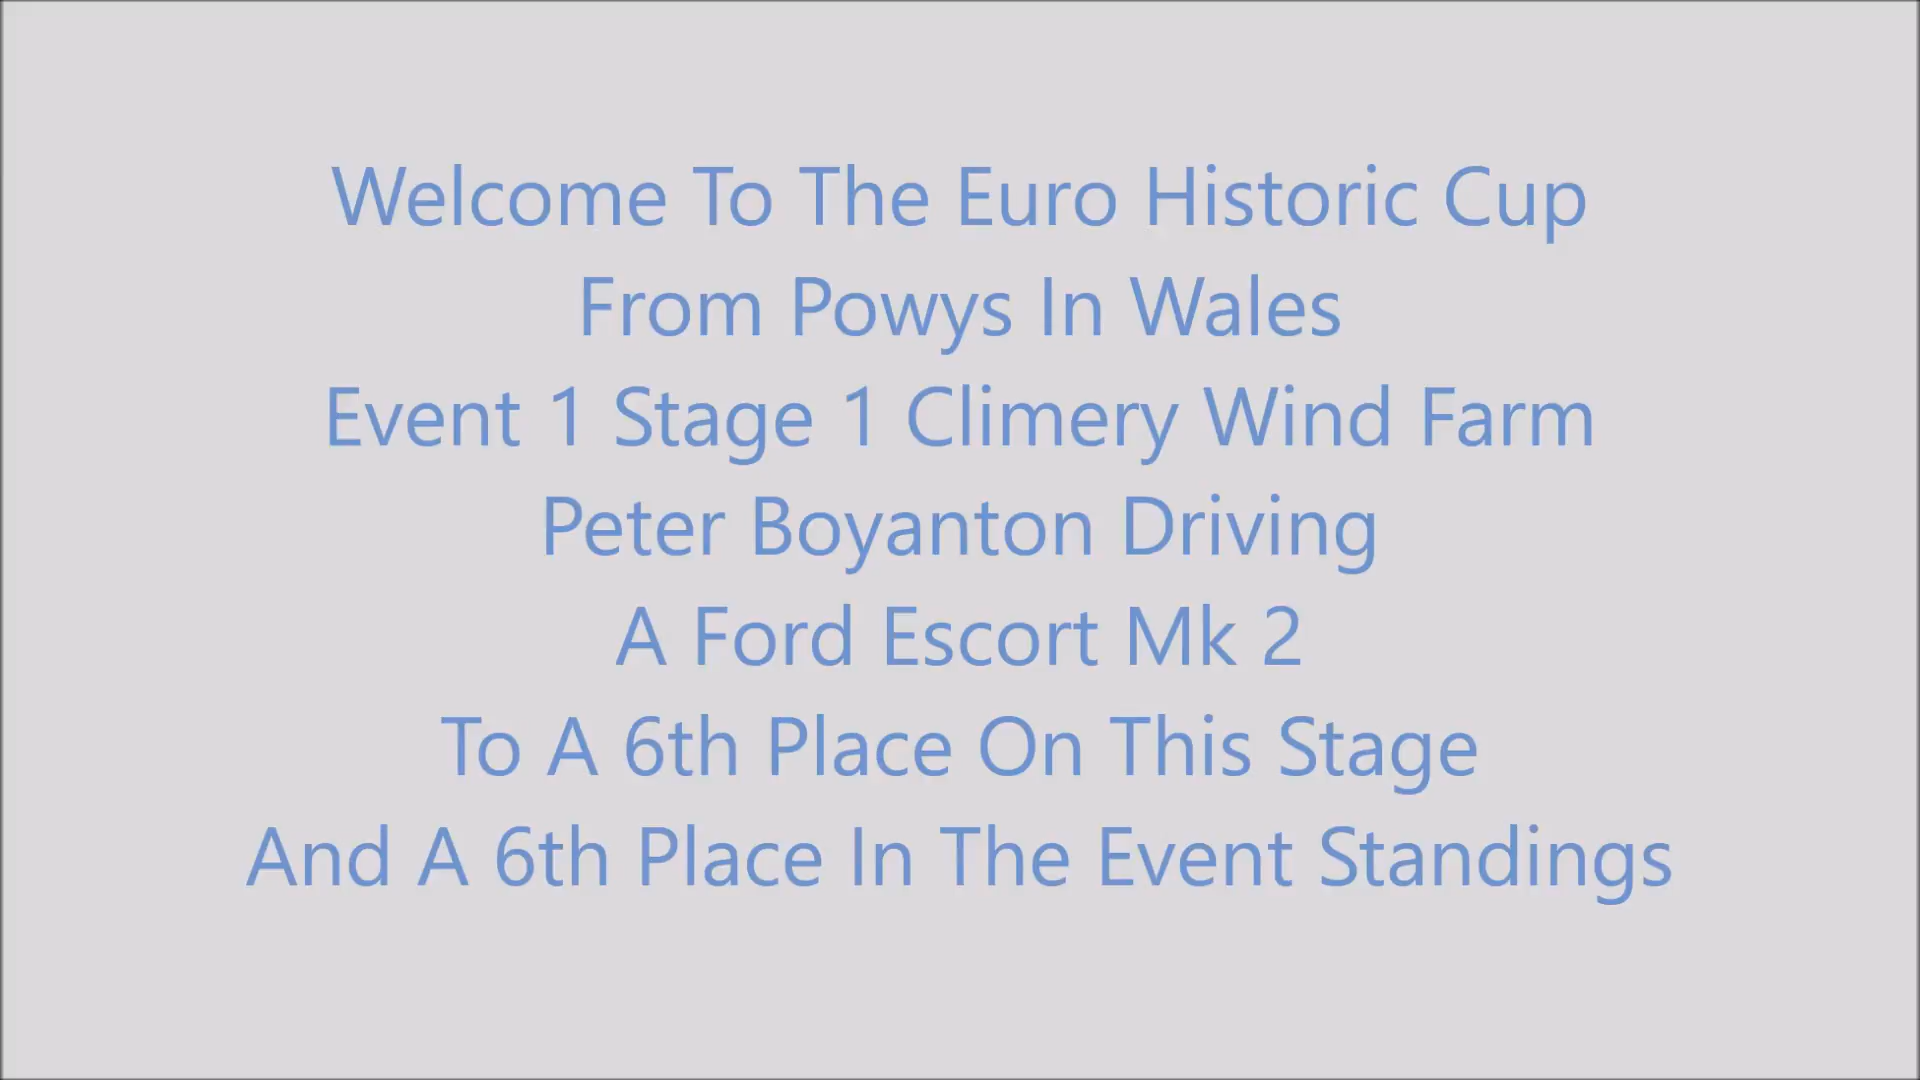 Welcome To The Euro Historic Cup
From Powys In Wales
Event 1 Stage 1 Climery Wind Farm
Peter Boyanton Driving
A Ford Escort Mk 2
To A 6th Place On This Stage
And A 6th Place In The Event Standings